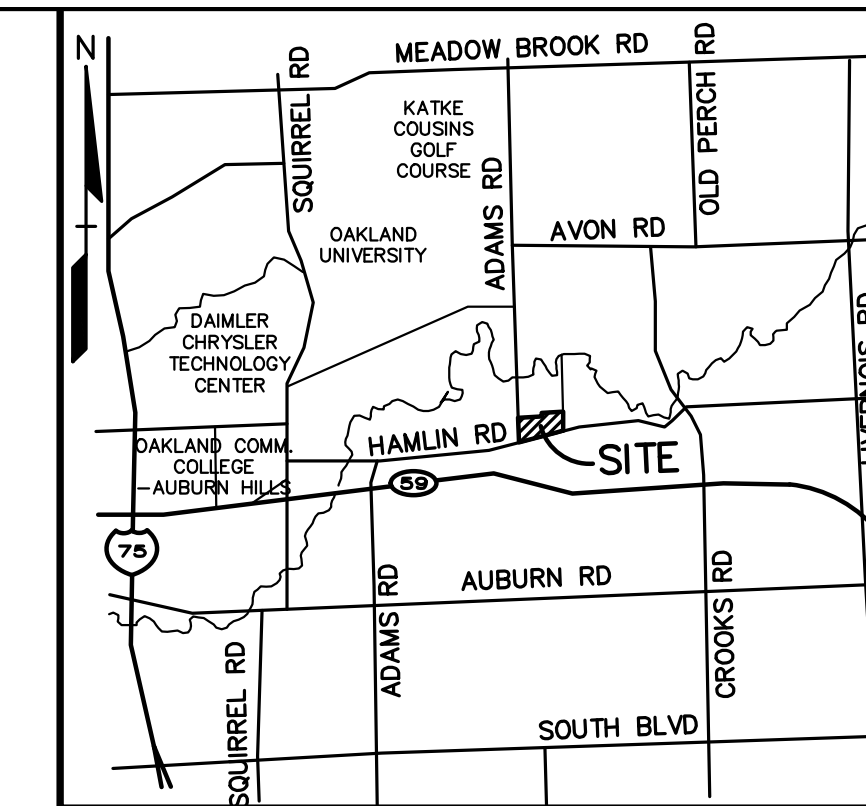 N
MEADOW BROOK RD
SQUIRREL RD
OLD PERCH RD
KATKE
COUSINS
GOLF
COURSE
ADAMS RD
AVON RD
OAKLAND
UNIVERSITY
DAIMLER
CHRYSLER
TECHNOLOGY
CENTER
LIVERNOIS RD
OAKLAND COMM.
COLLEGE
-AUBURN HILLS
HAMLIN RD
SITE
59
75
AUBURN RD
ADAMS RD
CROOKS RD
SQUIRREL RD
SOUTH BLVD